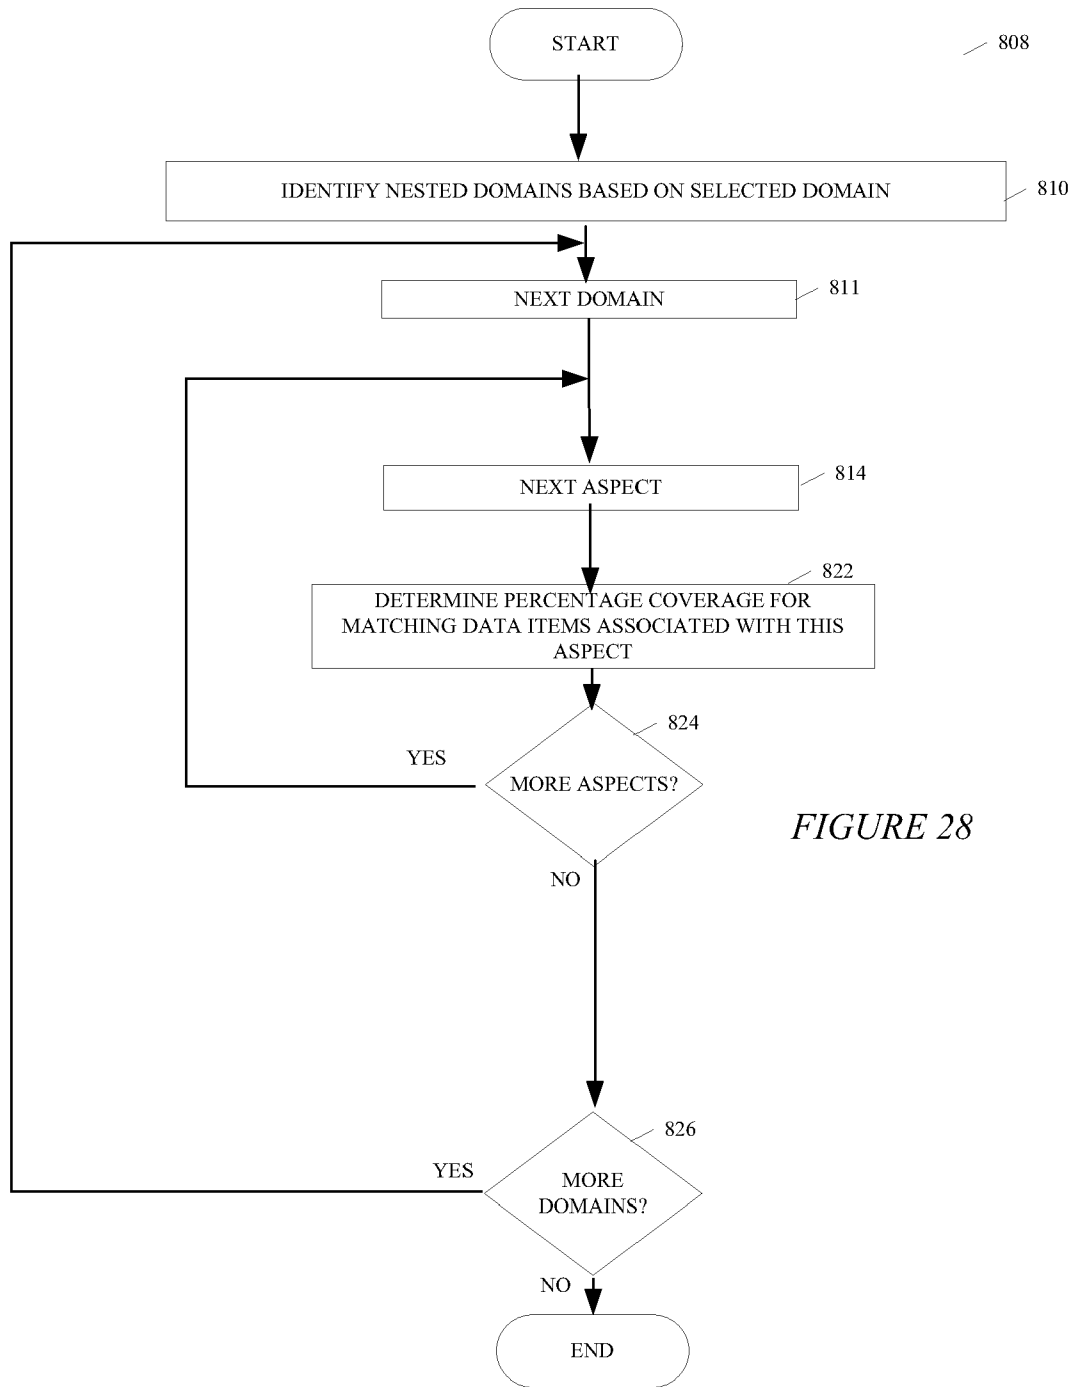 START
808
IDENTIFY NESTED DOMAINS BASED ON SELECTED DOMAIN
810
NEXT DOMAIN
811
NEXT ASPECT
814
822
DETERMINE PERCENTAGE COVERAGE FOR
MATCHING DATA ITEMS ASSOCIATED WITH THIS
ASPECT
824
YES
MORE ASPECTS?
FIGURE 28
NO
826
YES
MORE
DOMAINS?
NO
END